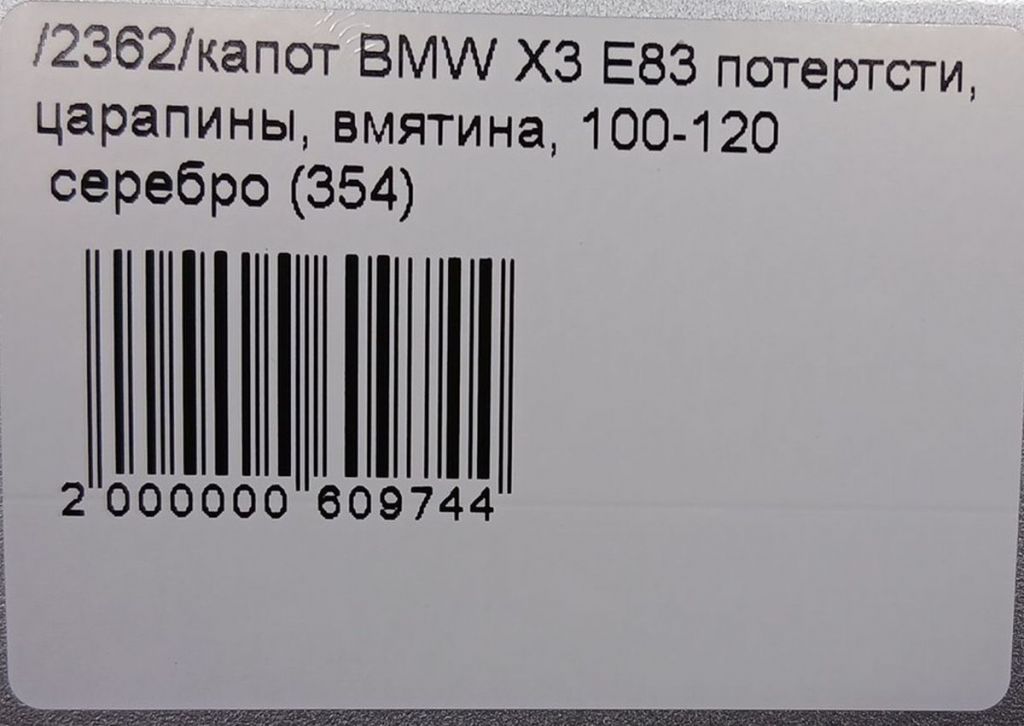 /2362/капот BMW X3 E83 потертсти,
царапины, вмятина, 100-120
серебро (354)
2 000000 609744